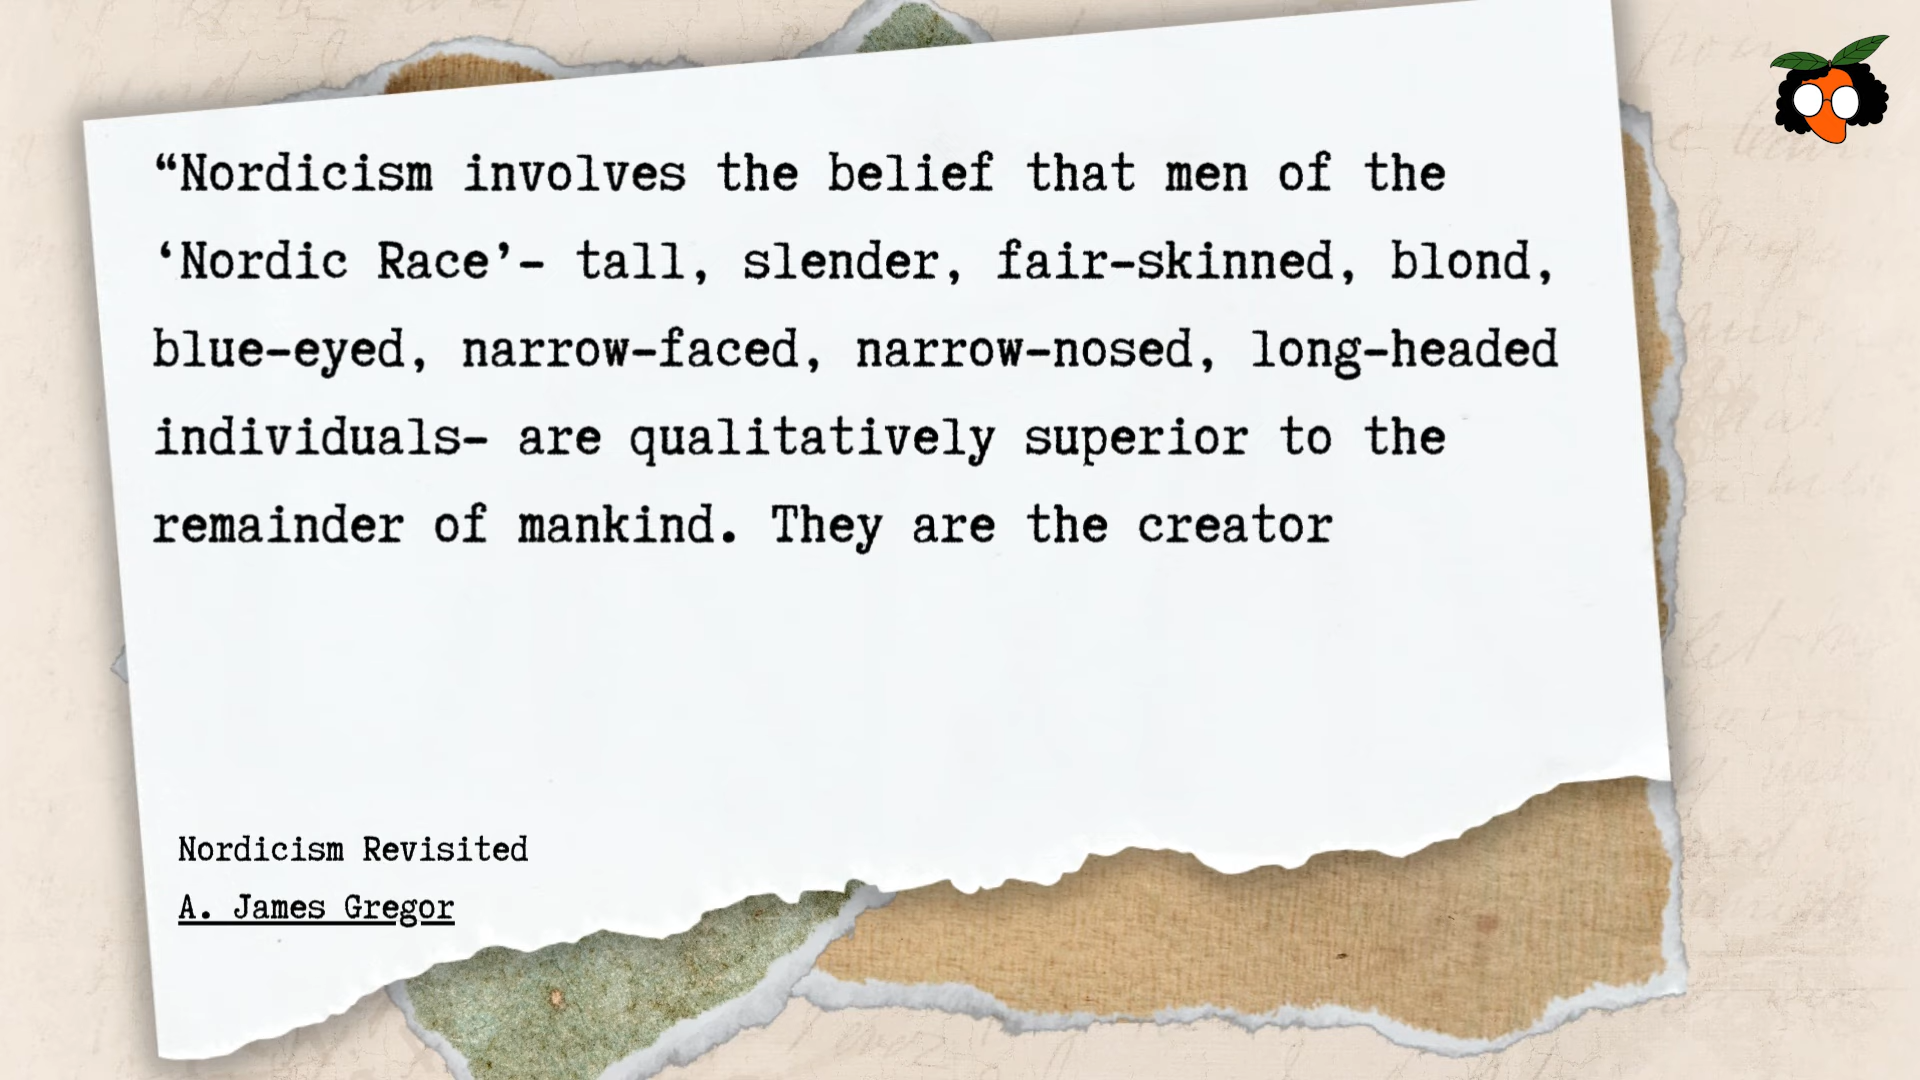 “Nordicism involves the belief that men of the
‘Nordic Race’- tall, slender, fair-skinned, blond,
blue-eyed, narrow-faced, narrow-nosed, long-headed
individuals- are qualitatively superior to the
remainder of mankind. They are the creator
Nordicism Revisited
A. James Gregor